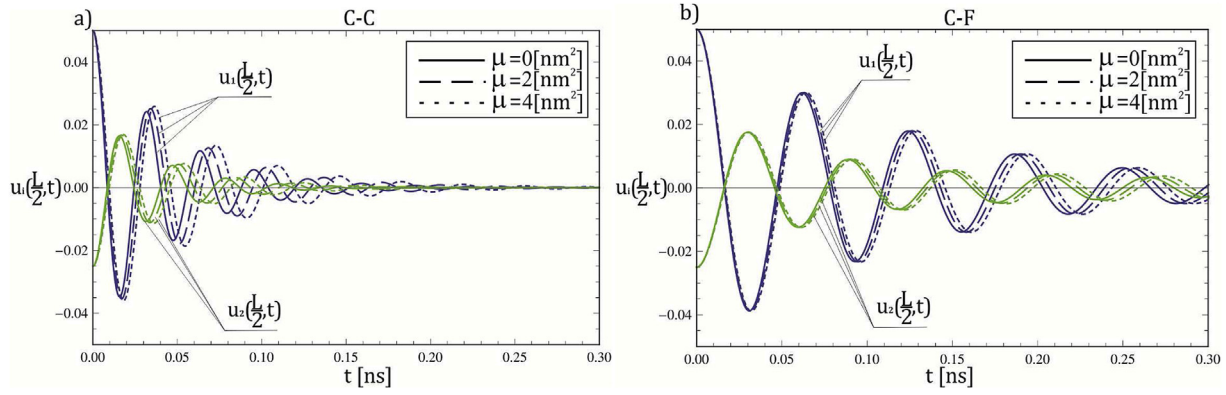 a)
C-C
μ=0[nm²]
μ=2[nm²]
μ=4[nm²]
u₁(L/2,t)
u₂(L/2,t)
uᵢ(L/2,t)
0.04
0.02
0.00
−0.02
−0.04
0.00 0.05 0.10 0.15 0.20 0.25 0.30
t [ns]
b)
C-F
μ=0[nm²]
μ=2[nm²]
μ=4[nm²]
u₁(L/2,t)
u₂(L/2,t)
uᵢ(L/2,t)
0.04
0.02
0.00
−0.02
−0.04
0.00 0.05 0.10 0.15 0.20 0.25 0.30
t [ns]